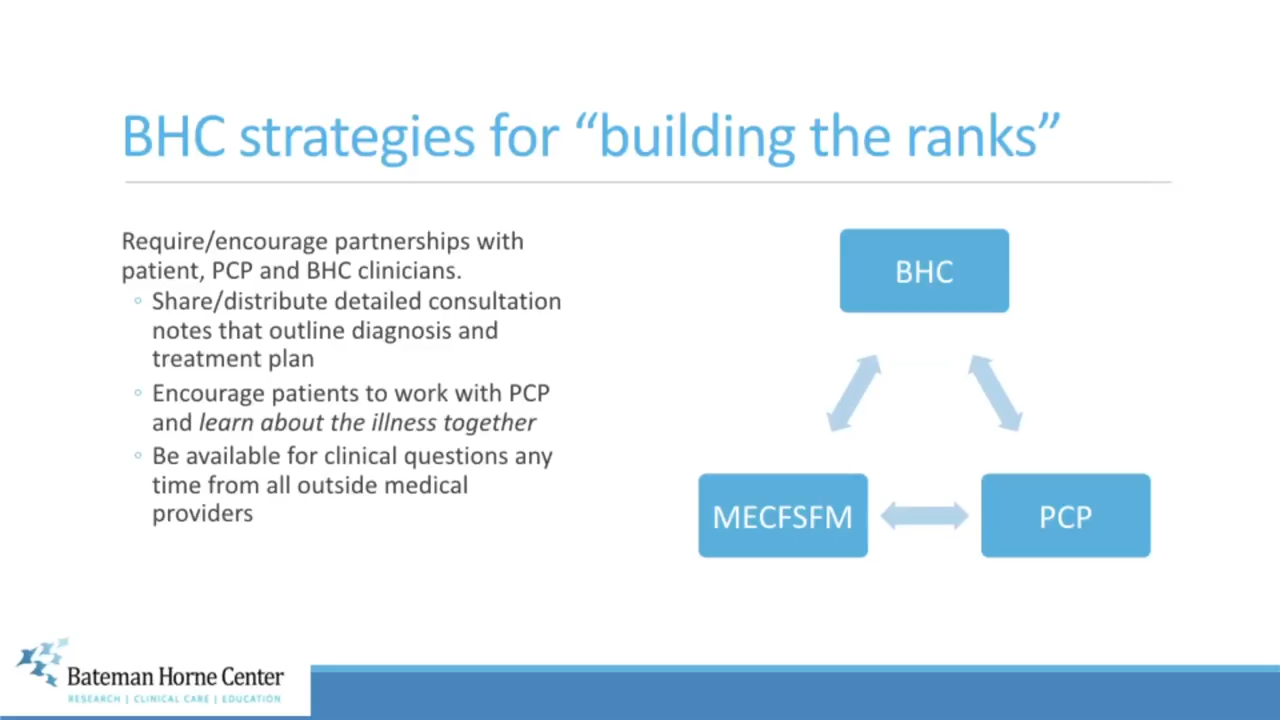 BHC strategies for “building the ranks”
Require/encourage partnerships with
patient, PCP and BHC clinicians.
◦ Share/distribute detailed consultation
notes that outline diagnosis and
treatment plan
◦ Encourage patients to work with PCP
and learn about the illness together
◦ Be available for clinical questions any
time from all outside medical
providers
BHC
MECFSFM
PCP
Bateman Horne Center
RESEARCH | CLINICAL CARE | EDUCATION